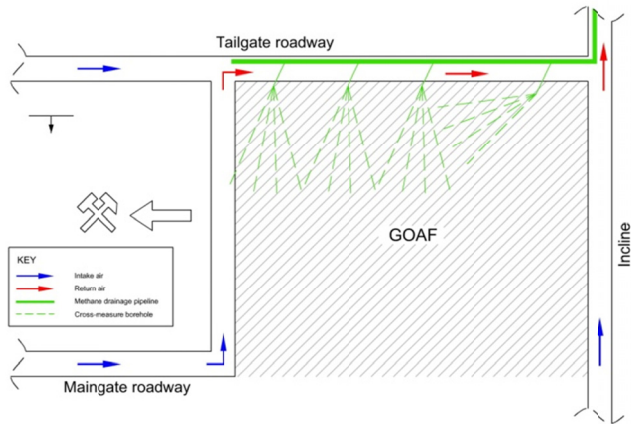 Tailgate roadway
GOAF
Incline
KEY
Intake air
Return air
Methane drainage pipeline
Cross-measure borehole
Maingate roadway